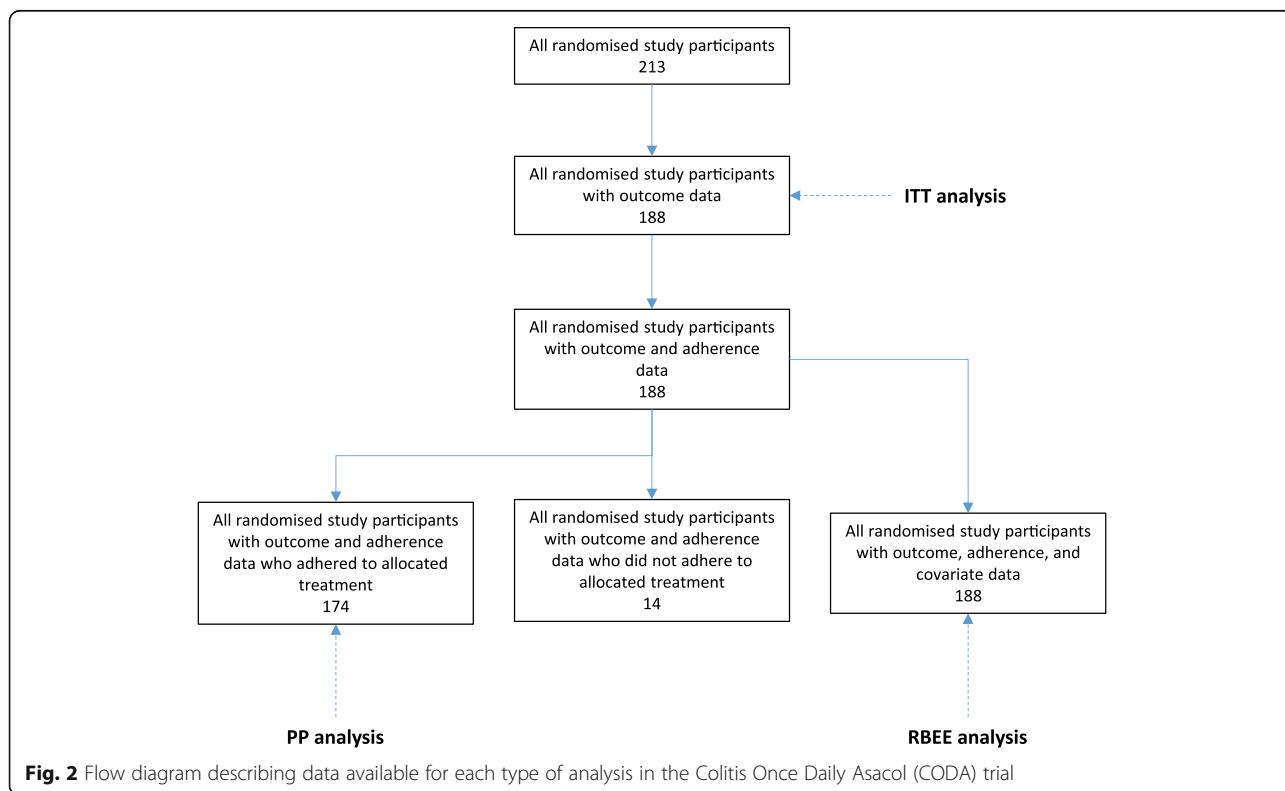 All randomised study participants
213
All randomised study participants
with outcome data
188
ITT analysis
All randomised study participants
with outcome and adherence
data
188
All randomised study participants
with outcome and adherence
data who adhered to allocated
treatment
174
All randomised study participants
with outcome and adherence
data who did not adhere to
allocated treatment
14
All randomised study participants
with outcome, adherence, and
covariate data
188
PP analysis
RBEE analysis
Fig. 2 Flow diagram describing data available for each type of analysis in the Colitis Once Daily Asacol (CODA) trial